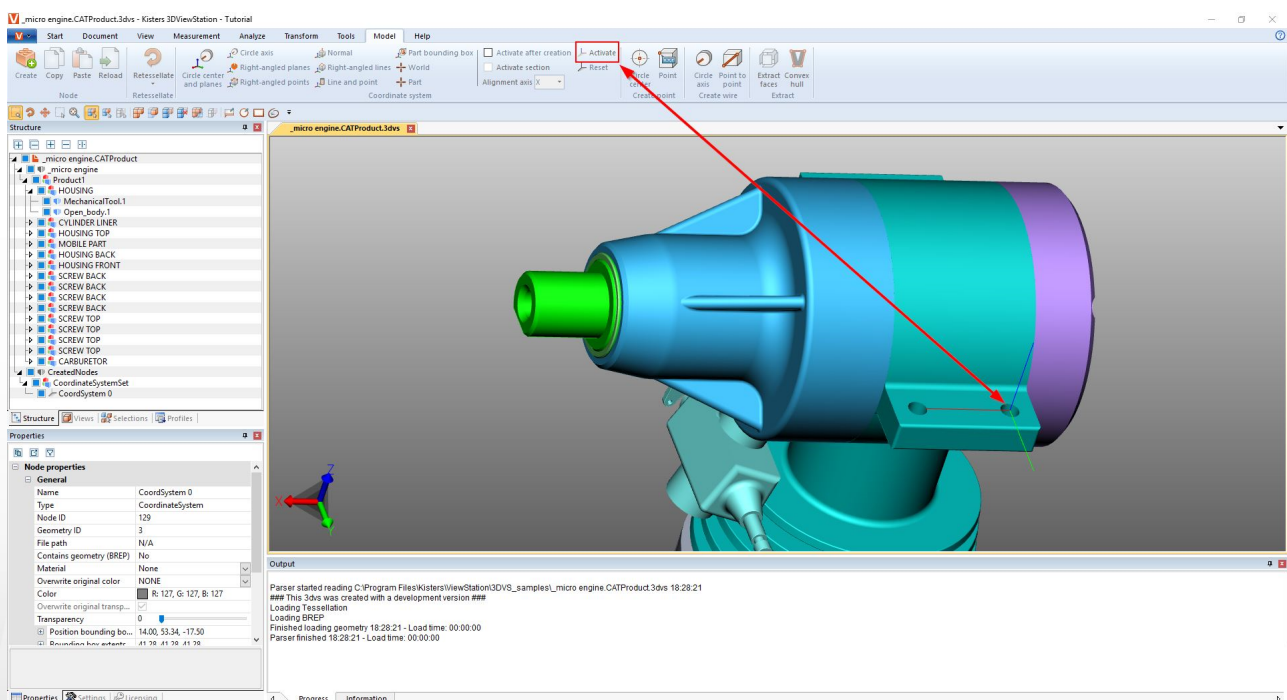 _micro engine.CATProduct.3dvs - Kisters 3DViewStation - Tutorial
Start Document View Measurement Analyze Transform Tools Model Help
Create Copy Paste Reload
Node
Retessellate
Retessellate
Circle center and planes
Circle axis Normal Part bounding box
Right-angled planes Right-angled lines World
Right-angled points Line and point Part
Activate after creation Activate
Activate section Reset
Alignment axis X
Coordinate system
Circle center Point
Create point
Circle axis Point to point
Create wire
Extract faces Convex hull
Extract
Structure
_micro engine.CATProduct.3dvs
_micro engine.CATProduct
_micro engine
Product1
HOUSING
MechanicalTool.1
Open_body.1
CYLINDER LINER
HOUSING TOP
MOBILE PART
HOUSING BACK
HOUSING FRONT
SCREW BACK
SCREW BACK
SCREW BACK
SCREW BACK
SCREW TOP
SCREW TOP
SCREW TOP
SCREW TOP
CARBURETOR
CreatedNodes
CoordinateSystemSet
CoordSystem 0
Structure Views Selections Profiles
Properties
Node properties
General
Name CoordSystem 0
Type CoordinateSystem
Node ID 129
Geometry ID 3
File path N/A
Contains geometry (BREP) No
Material None
Overwrite original color NONE
Color R: 127, G: 127, B: 127
Overwrite original transp...
Transparency 0
Position bounding bo... 14.00, 53.34, -17.50
Rounding box extents 41.28, 41.28, 41.28
Properties Settings Licensing
X
Z
Output
Parser started reading C:\Program Files\Kisters\ViewStation\3DVS_samples\_micro engine.CATProduct.3dvs 18:28:21
### This 3dvs was created with a development version ###
Loading Tessellation
Loading BREP
Finished loading geometry 18:28:21 - Load time: 00:00:00
Parser finished 18:28:21 - Load time: 00:00:00
Progress Information